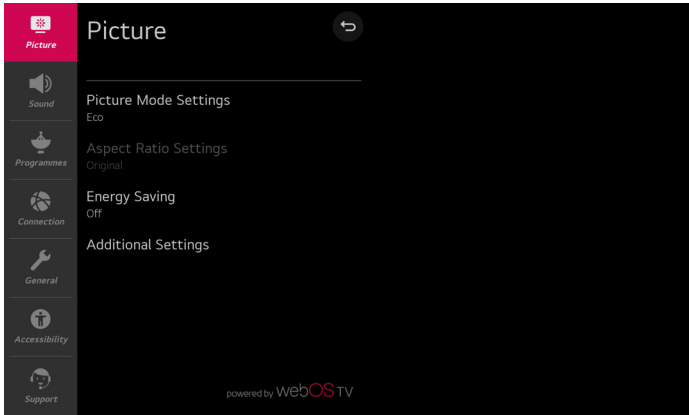 Picture
Picture
Sound
Programmes
Connection
General
Accessibility
Support
Picture Mode Settings
Eco
Aspect Ratio Settings
Original
Energy Saving
Off
Additional Settings
powered by webOS TV